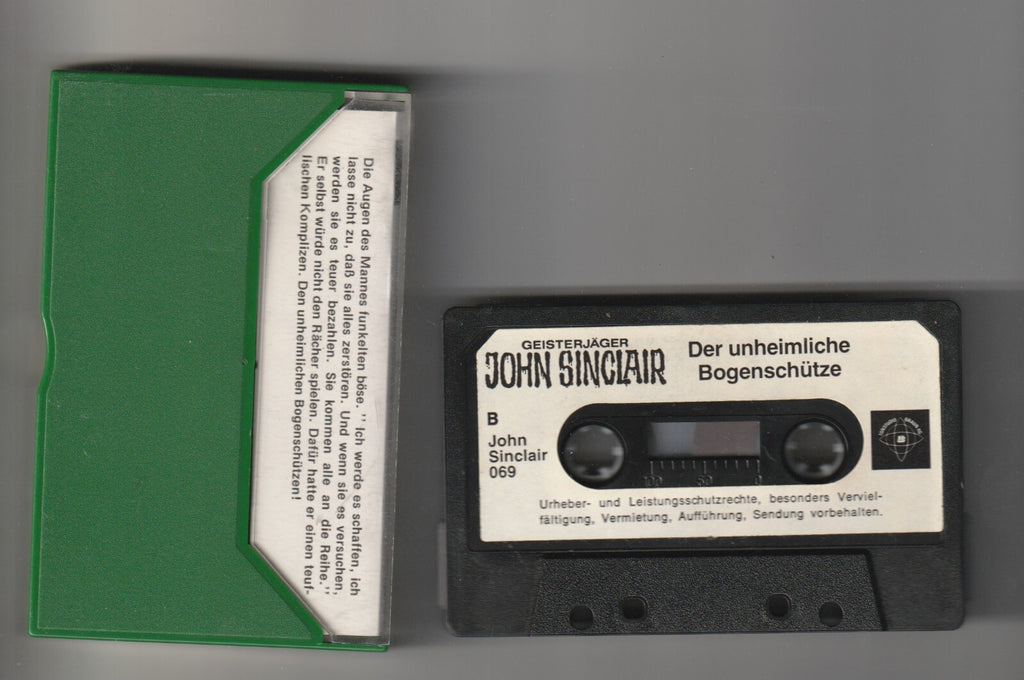 Die Augen des Mannes funkelten böse. ''Ich werde es schaffen, ich
lasse nicht zu, daß sie alles zerstören. Und wenn sie es versuchen,
werden sie es teuer bezahlen. Sie kommen alle an die Reihe.''
Er selbst würde nicht den Rächer spielen. Dafür hatte er einen teuf-
lischen Komplizen. Den unheimlichen Bogenschützen!
GEISTERJÄGER
JOHN SINCLAIR
Der unheimliche
Bogenschütze
B
John
Sinclair
069
100 50 0
Urheber- und Leistungsschutzrechte, besonders Verviel-
fältigung, Vermietung, Aufführung, Sendung vorbehalten.